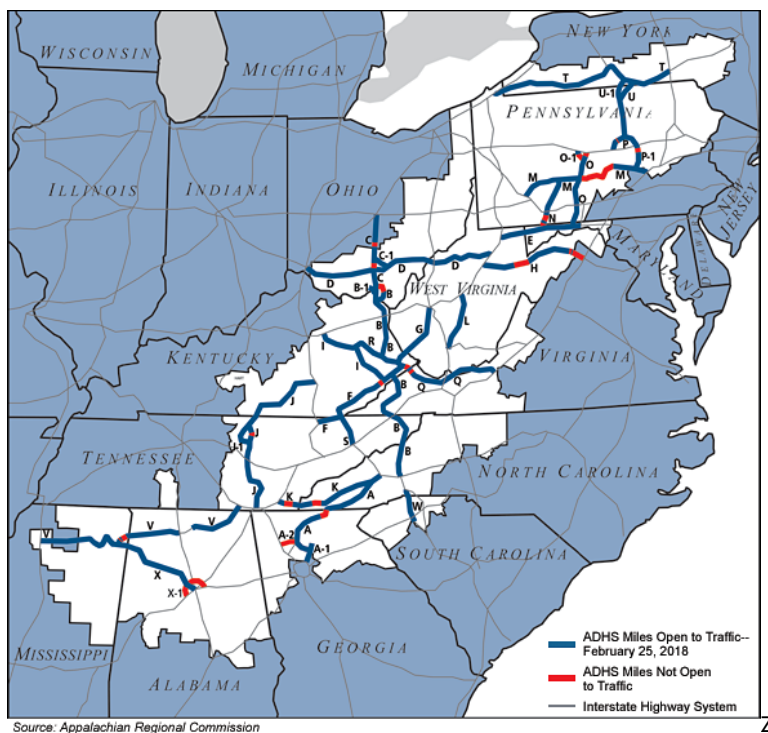 NEW YORK
WISCONSIN
MICHIGAN
T
T
U-1
U
PENNSYLVANIA
P
O-1
O
P-1
M
M
M
ILLINOIS
INDIANA
OHIO
O
NEW JERSEY
N
C
E
MARYLAND
DELAWARE
C-1
D
D
H
D
C
B-1
B
WEST VIRGINIA
B
G
L
I
R
B
KENTUCKY
VIRGINIA
I
B
Q
Q
J
F
F
S
B
J
J-1
TENNESSEE
B
NORTH CAROLINA
J
K
K
A
W
V
V
V
A
A-2
A-1
SOUTH CAROLINA
X
X-1
MISSISSIPPI
GEORGIA
ALABAMA
ADHS Miles Open to Traffic--
February 25, 2018
ADHS Miles Not Open
to Traffic
Interstate Highway System
Source: Appalachian Regional Commission